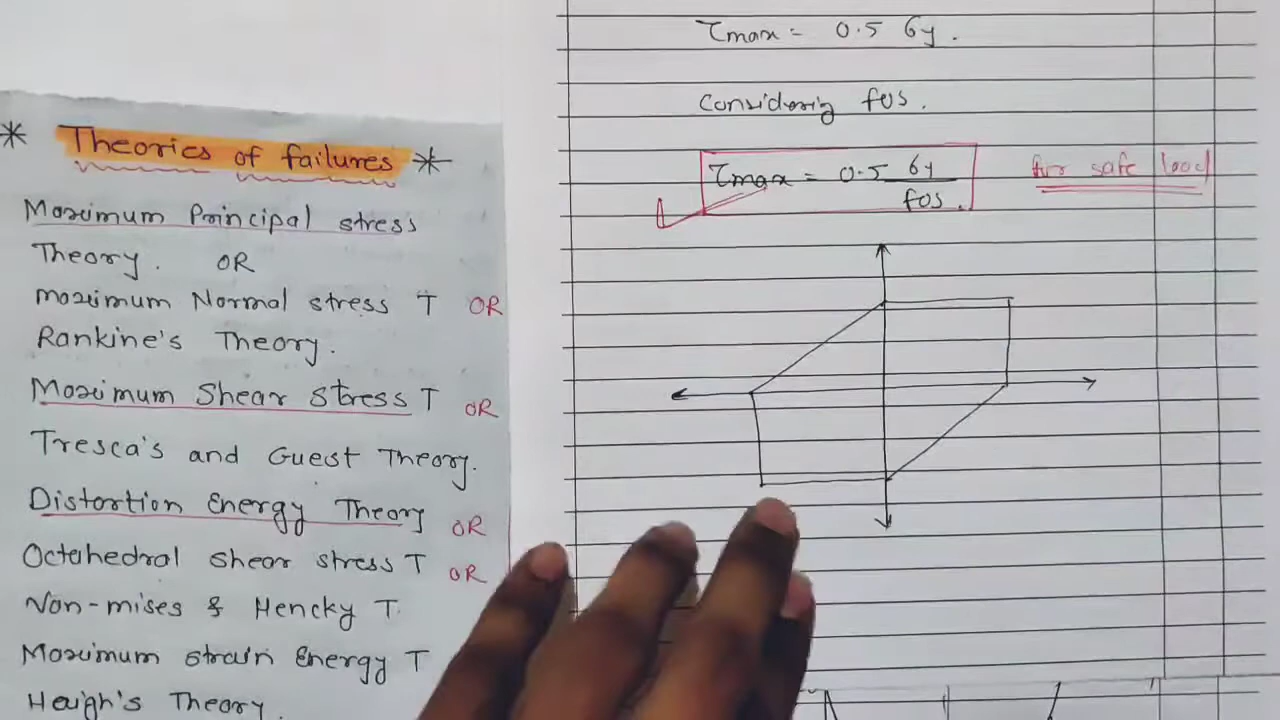 * Theories of failures *
Maximum Principal stress
Theory. OR
Maximum Normal stress T OR
Rankine's Theory.
Maximum Shear Stress T OR
Tresca's and Guest Theory.
Distortion Energy Theory OR
Octahedral shear stress T OR
Von-mises & Hencky T.
Maximum strain Energy T
Heigh's Theory.
τmax = 0.5 σy.
Considering fos.
τmax = 0.5 σy / fos. for safe load